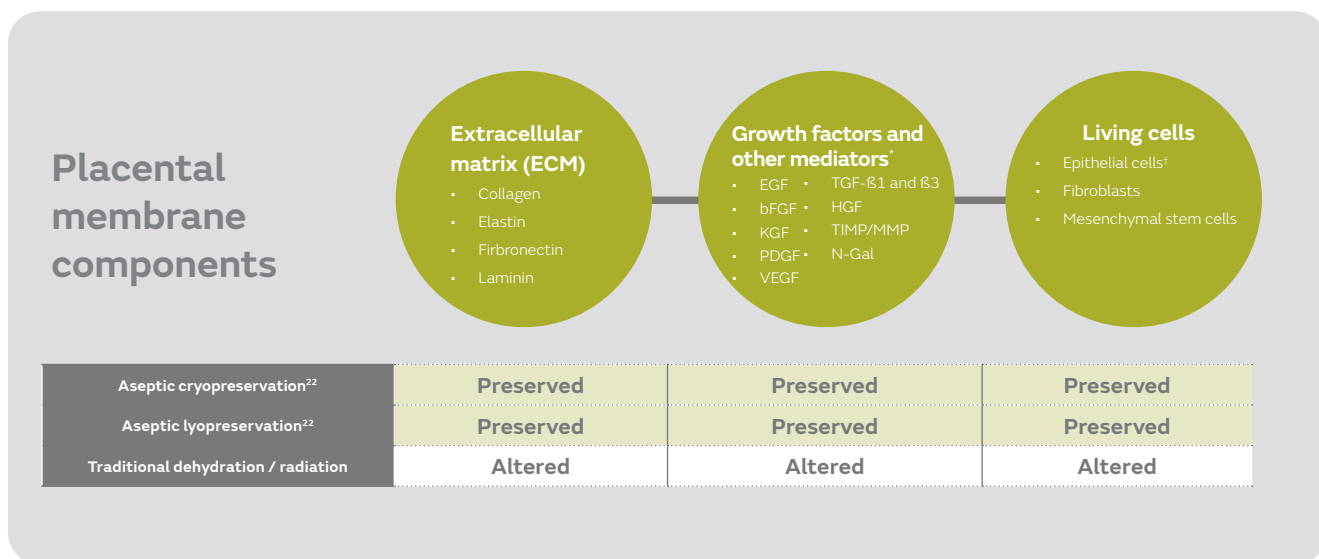 Placental
membrane
components
Extracellular
matrix (ECM)
• Collagen
• Elastin
• Firbronectin
• Laminin
Growth factors and
other mediators*
• EGF
• bFGF
• KGF
• PDGF
• VEGF
• TGF-ß1 and ß3
• HGF
• TIMP/MMP
• N-Gal
Living cells
• Epithelial cells†
• Fibroblasts
• Mesenchymal stem cells
Aseptic cryopreservation²² Preserved Preserved Preserved
Aseptic lyopreservation²² Preserved Preserved Preserved
Traditional dehydration / radiation Altered Altered Altered